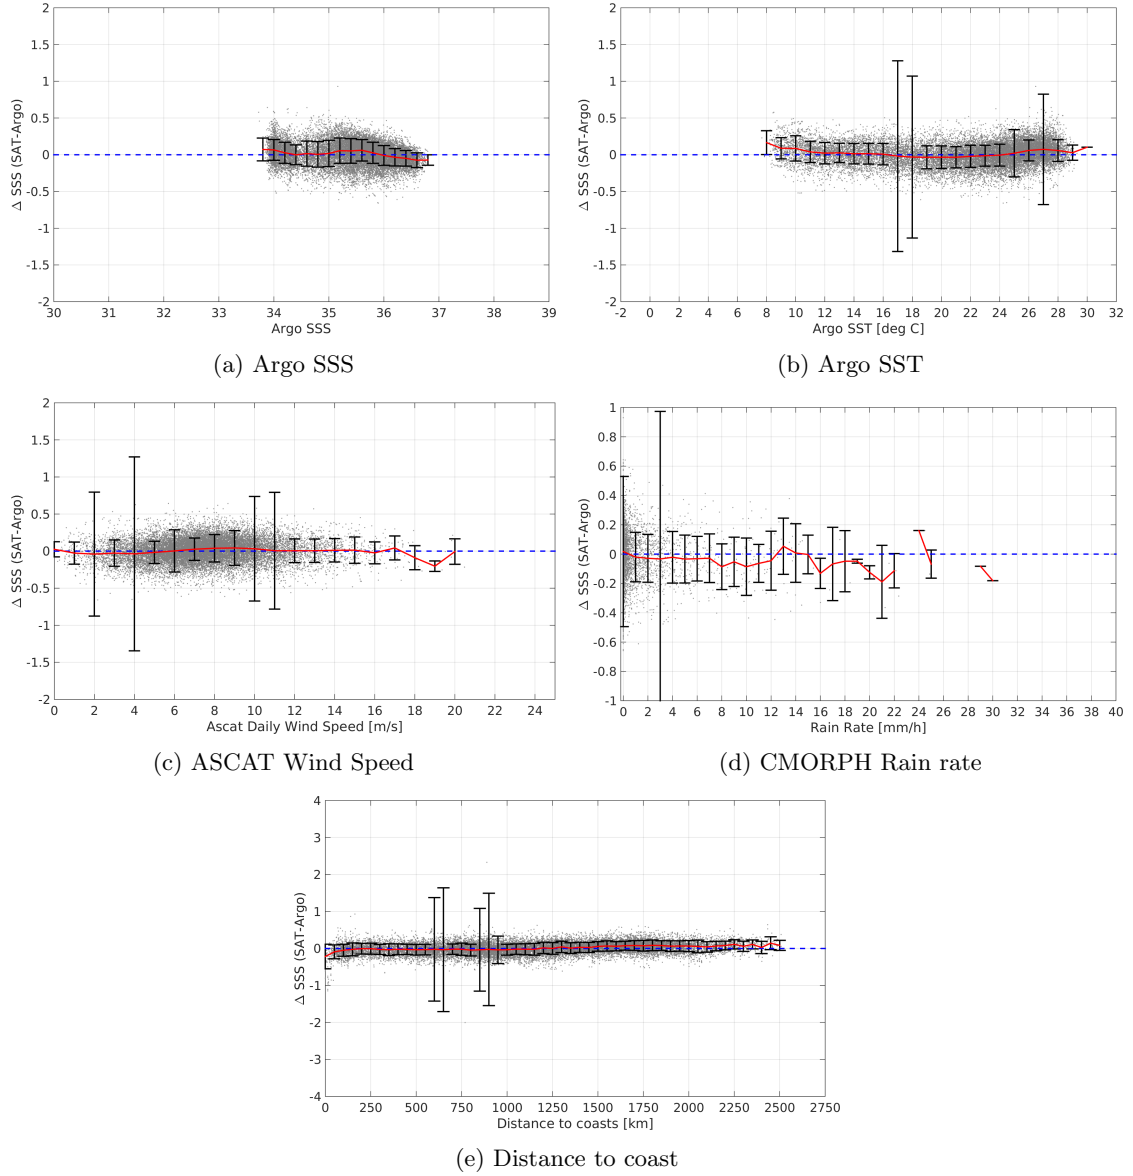 2
1.5
1
0.5
0
-0.5
-1
-1.5
-2
Δ SSS (SAT-Argo)
30 31 32 33 34 35 36 37 38 39
Argo SSS
(a) Argo SSS
2
1.5
1
0.5
0
-0.5
-1
-1.5
-2
Δ SSS (SAT-Argo)
-2 0 2 4 6 8 10 12 14 16 18 20 22 24 26 28 30 32
Argo SST [deg C]
(b) Argo SST
2
1.5
1
0.5
0
-0.5
-1
-1.5
-2
Δ SSS (SAT-Argo)
0 2 4 6 8 10 12 14 16 18 20 22 24
Ascat Daily Wind Speed [m/s]
(c) ASCAT Wind Speed
1
0.8
0.6
0.4
0.2
0
-0.2
-0.4
-0.6
-0.8
-1
Δ SSS (SAT-Argo)
0 2 4 6 8 10 12 14 16 18 20 22 24 26 28 30 32 34 36 38 40
Rain Rate [mm/h]
(d) CMORPH Rain rate
4
3
2
1
0
-1
-2
-3
-4
Δ SSS (SAT-Argo)
0 250 500 750 1000 1250 1500 1750 2000 2250 2500 2750
Distance to coasts [km]
(e) Distance to coast